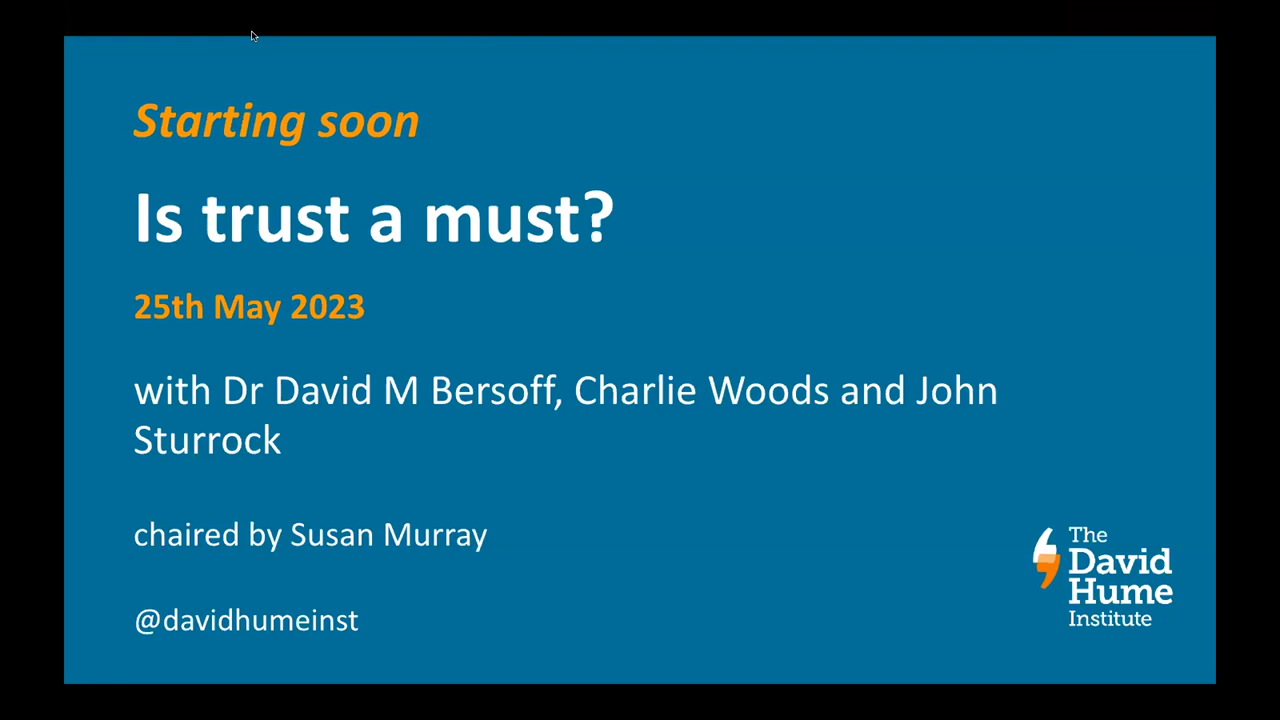 Starting soon
Is trust a must?
25th May 2023
with Dr David M Bersoff, Charlie Woods and John
Sturrock
chaired by Susan Murray
@davidhumeinst
The
David
Hume
Institute